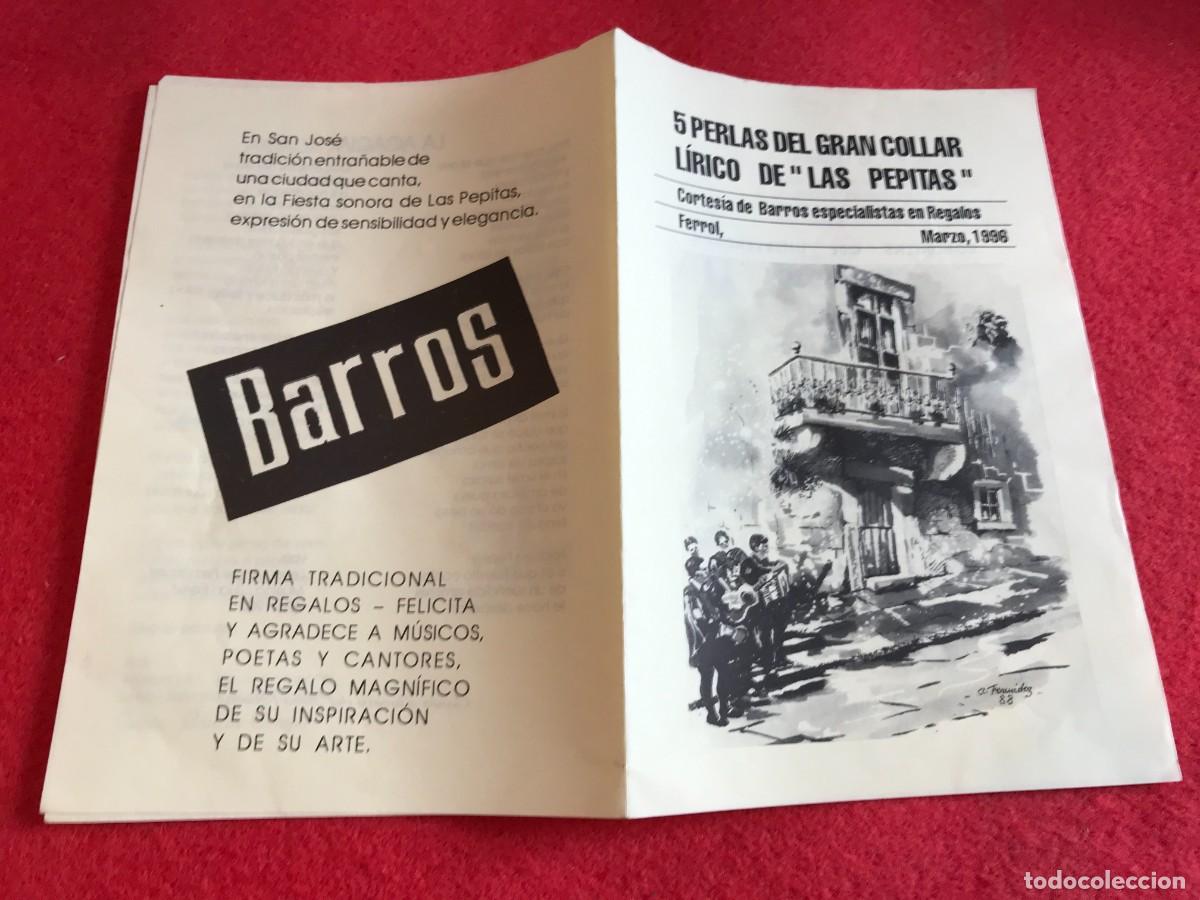 En San José
tradición entrañable de
una ciudad que canta,
en la Fiesta sonora de Las Pepitas,
expresión de sensibilidad y elegancia.
Barros
FIRMA TRADICIONAL
EN REGALOS – FELICITA
Y AGRADECE A MÚSICOS,
POETAS Y CANTORES,
EL REGALO MAGNÍFICO
DE SU INSPIRACIÓN
Y DE SU ARTE.
5 PERLAS DEL GRAN COLLAR
LÍRICO DE "LAS PEPITAS"
Cortesía de Barros especialistas en Regalos
Ferrol, Marzo, 1996
88
todocoleccion